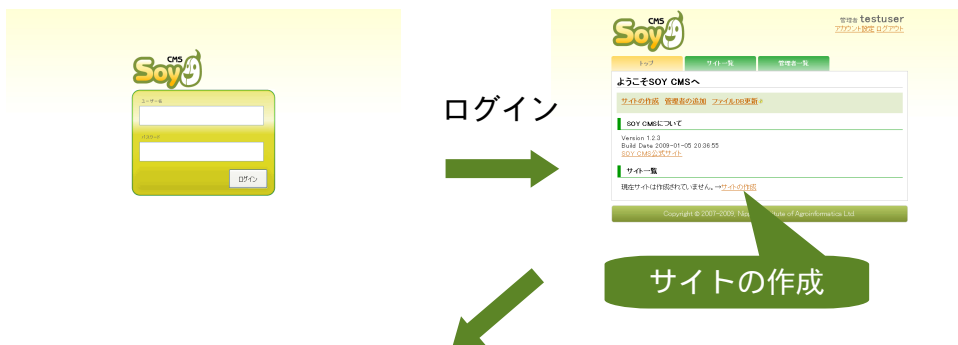 CMS
Soy
ユーザー名
パスワード
ログイン
ログイン
CMS
Soy
管理者 testuser
アカウント設定 ログアウト
トップ サイト一覧 管理者一覧
ようこそSOY CMSへ
サイトの作成 管理者の追加 ファイルDB更新
SOY CMSについて
Version 1.2.3
Build Date 2009-01-05 20:36:55
SOY CMS公式サイト
サイト一覧
現在サイトは作成されていません。→サイトの作成
Copyright © 2007-2009, Nippon Institute of Agroinformatics Ltd.
サイトの作成